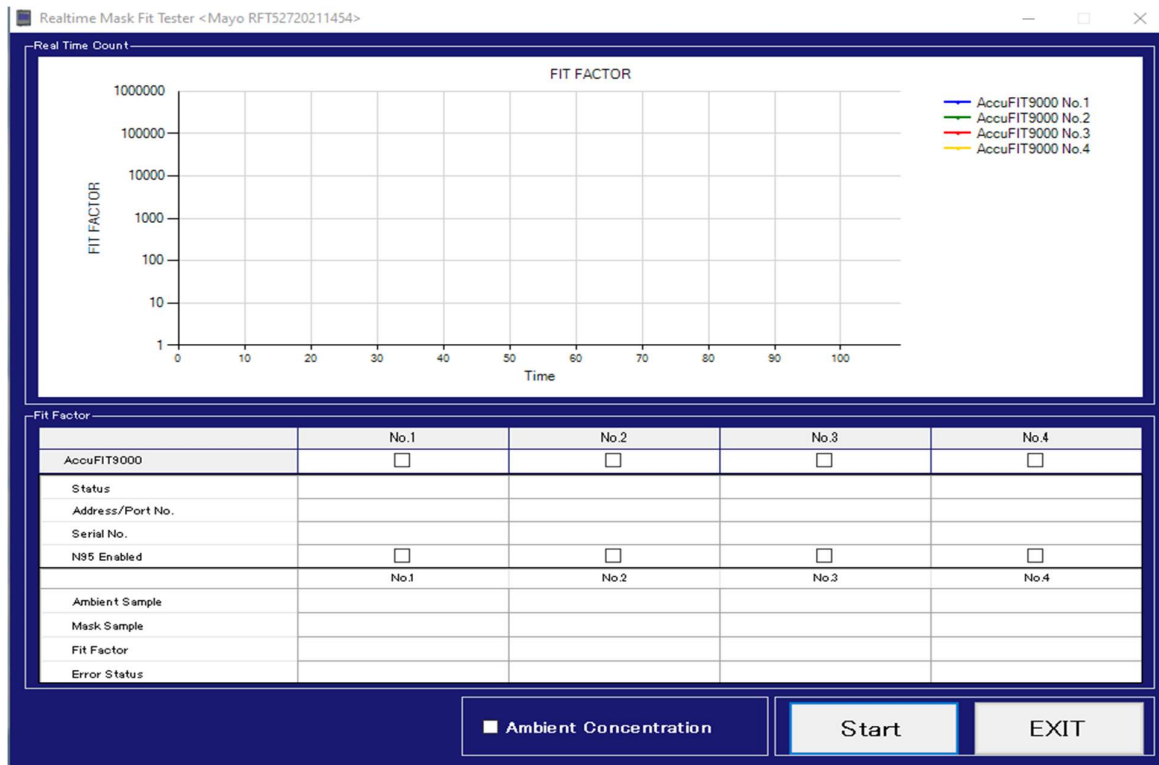 Realtime Mask Fit Tester <Mayo RFT52720211454>
Real Time Count
FIT FACTOR
AccuFIT9000 No.1
AccuFIT9000 No.2
AccuFIT9000 No.3
AccuFIT9000 No.4
FIT FACTOR
1000000
100000
10000
1000
100
10
1
0 10 20 30 40 50 60 70 80 90 100
Time
Fit Factor
No.1 No.2 No.3 No.4
AccuFIT9000
Status
Address/Port No.
Serial No.
N95 Enabled
No.1 No.2 No.3 No.4
Ambient Sample
Mask Sample
Fit Factor
Error Status
Ambient Concentration
Start
EXIT